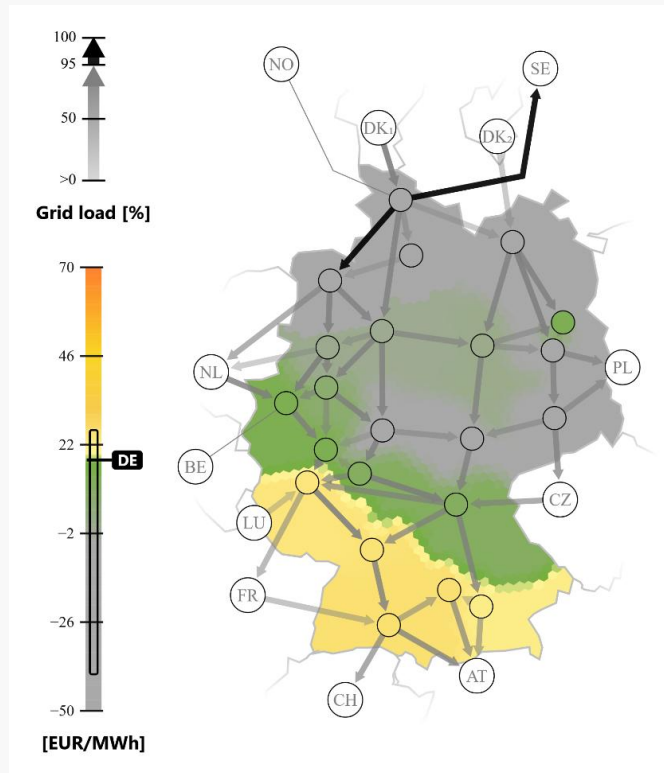 100
95
50
>0
Grid load [%]
NO
SE
DK₁
DK₂
70
46
22
DE
−2
−26
−50
[EUR/MWh]
NL
PL
BE
CZ
LU
FR
AT
CH